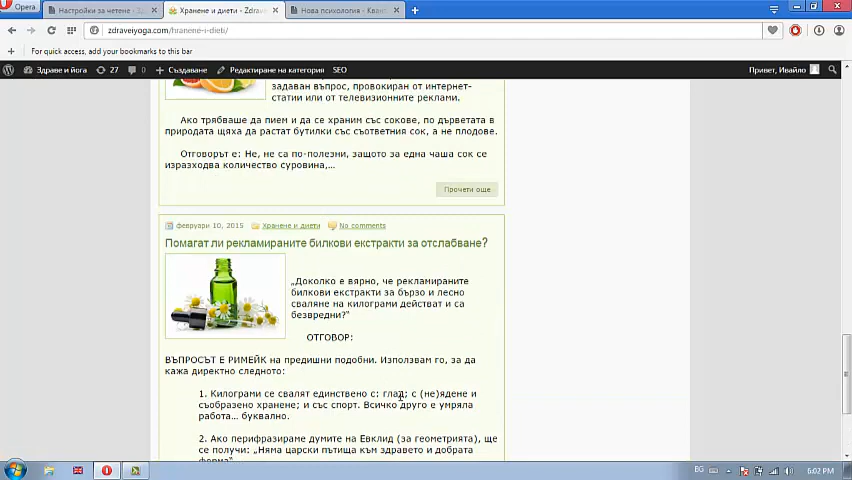 Opera
Настройки за четене - Z
Хранене и диети - Zdrav
Нова психология - Кван
zdraveiyoga.com/hranene-i-dieti/
For quick access, add your bookmarks to this bar
Здраве и йога
27
0
Създаване
Редактиране на категория
SEO
Привет, Ивайло
задаван въпрос, провокиран от интернет-
статии или от телевизионните реклами.
Ако трябваше да пием и да се храним със сокове, по дърветата в
природата щяха да растат бутилки със съответния сок, а не плодове.
Отговорът е: Не, не са по-полезни, защото за една чаша сок се
изразходва количество суровина,...
Прочети още
февруари 10, 2015
Хранене и диети
No comments
Помагат ли рекламираните билкови екстракти за отслабване?
„Доколко е вярно, че рекламираните
билкови екстракти за бързо и лесно
сваляне на килограми действат и са
безвредни?“
ОТГОВОР:
ВЪПРОСЪТ Е РИМЕЙК на предишни подобни. Използвам го, за да
кажа директно следното:
1. Килограми се свалят единствено с: глад; с (не)ядене и
съобразено хранене; и със спорт. Всичко друго е умряла
работа… буквално.
2. Ако перифразираме думите на Евклид (за геометрията), ще
се получи: „Няма царски пътища към здравето и добрата
форма“
BG
6:02 PM